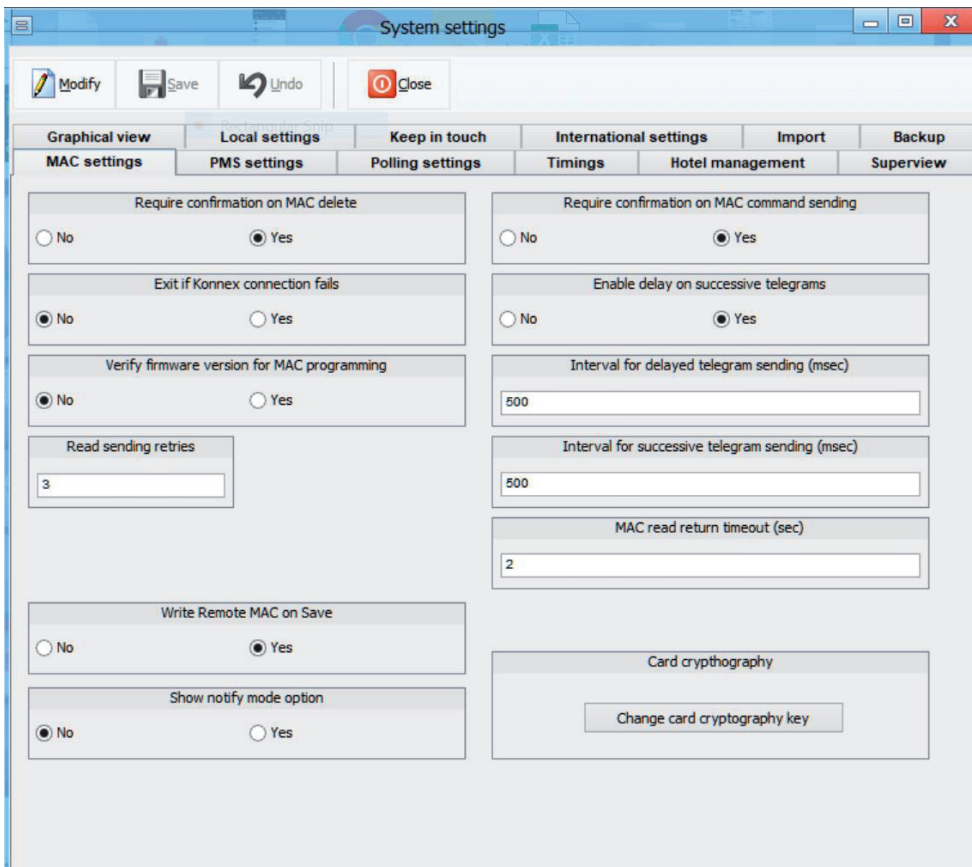 System settings
Modify Save Undo Close
Rectangular Snip
Graphical view Local settings Keep in touch International settings Import Backup
MAC settings PMS settings Polling settings Timings Hotel management Superview
Require confirmation on MAC delete
No Yes
Require confirmation on MAC command sending
No Yes
Exit if Konnex connection fails
No Yes
Enable delay on successive telegrams
No Yes
Verify firmware version for MAC programming
No Yes
Interval for delayed telegram sending (msec)
500
Read sending retries
3
Interval for successive telegram sending (msec)
500
MAC read return timeout (sec)
2
Write Remote MAC on Save
No Yes
Card crypthography
Change card cryptography key
Show notify mode option
No Yes